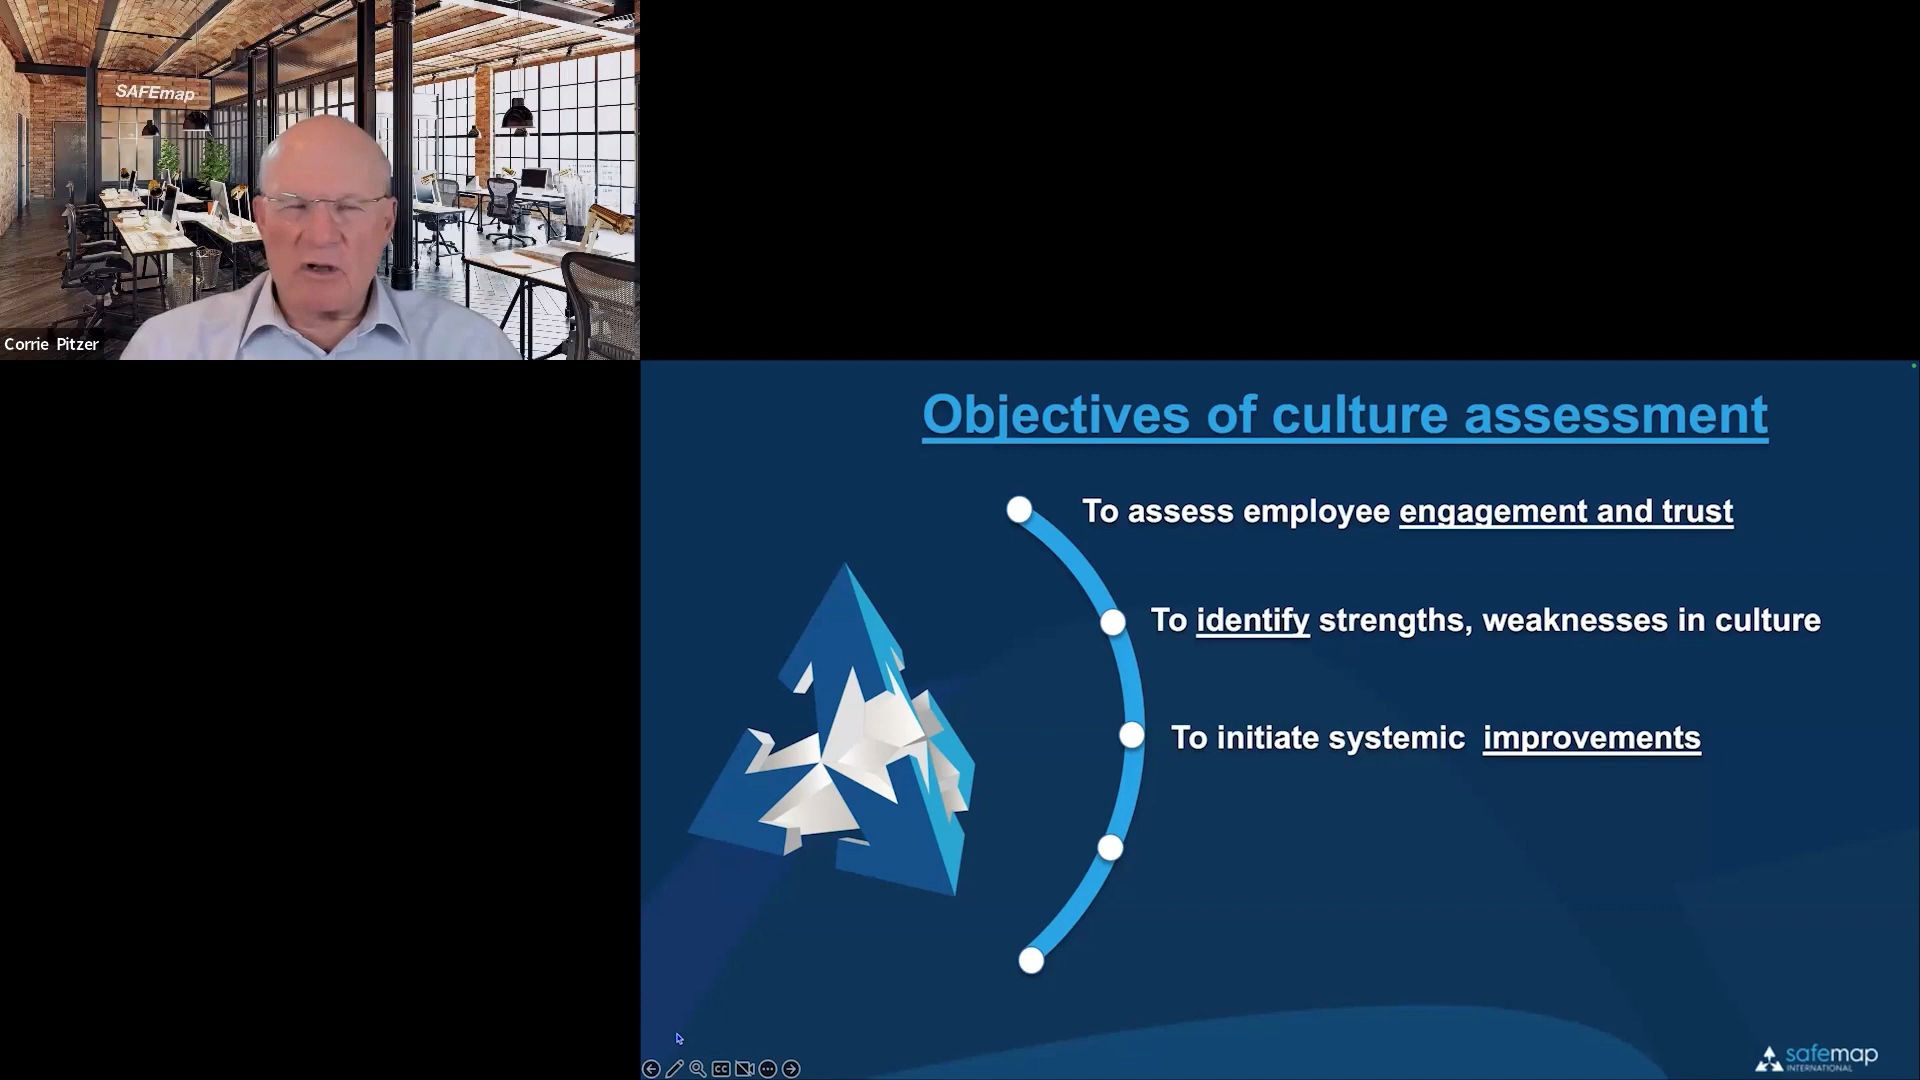 SAFEmap
Corrie Pitzer
Objectives of culture assessment
To assess employee engagement and trust
To identify strengths, weaknesses in culture
To initiate systemic improvements
CC
safemap
INTERNATIONAL